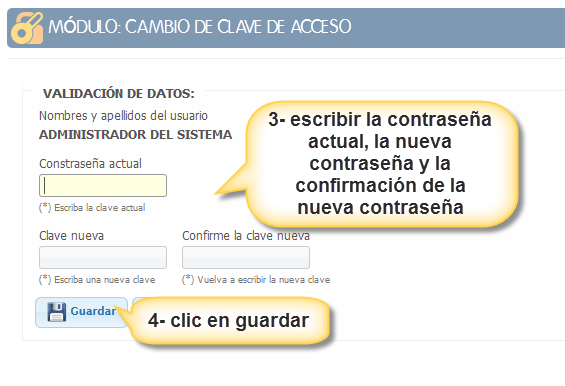 MÓDULO: CAMBIO DE CLAVE DE ACCESO
VALIDACIÓN DE DATOS:
Nombres y apellidos del usuario
ADMINISTRADOR DEL SISTEMA
Constraseña actual
(*) Escriba la clave actual
3- escribir la contraseña
actual, la nueva
contraseña y la
confirmación de la
nueva contraseña
Clave nueva
Confirme la clave nueva
(*) Escriba una nueva clave
(*) Vuelva a escribir la nueva clave
Guardar
4- clic en guardar